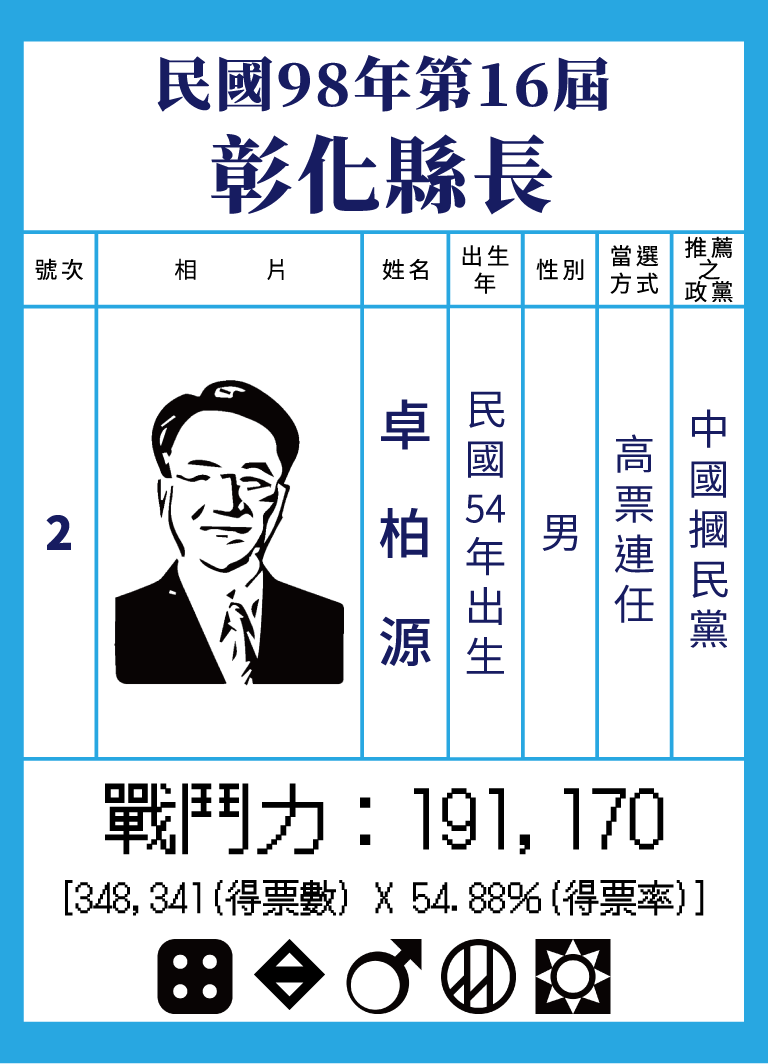 民國98年第16屆
彰化縣長
號次
相片
姓名
出生
年
性別
當選
方式
推薦
之
政黨
2
卓柏源
民國54年出生
男
高票連任
中國摑民黨
戰鬥力：191,170
[348,341(得票數) X 54.88%(得票率)]